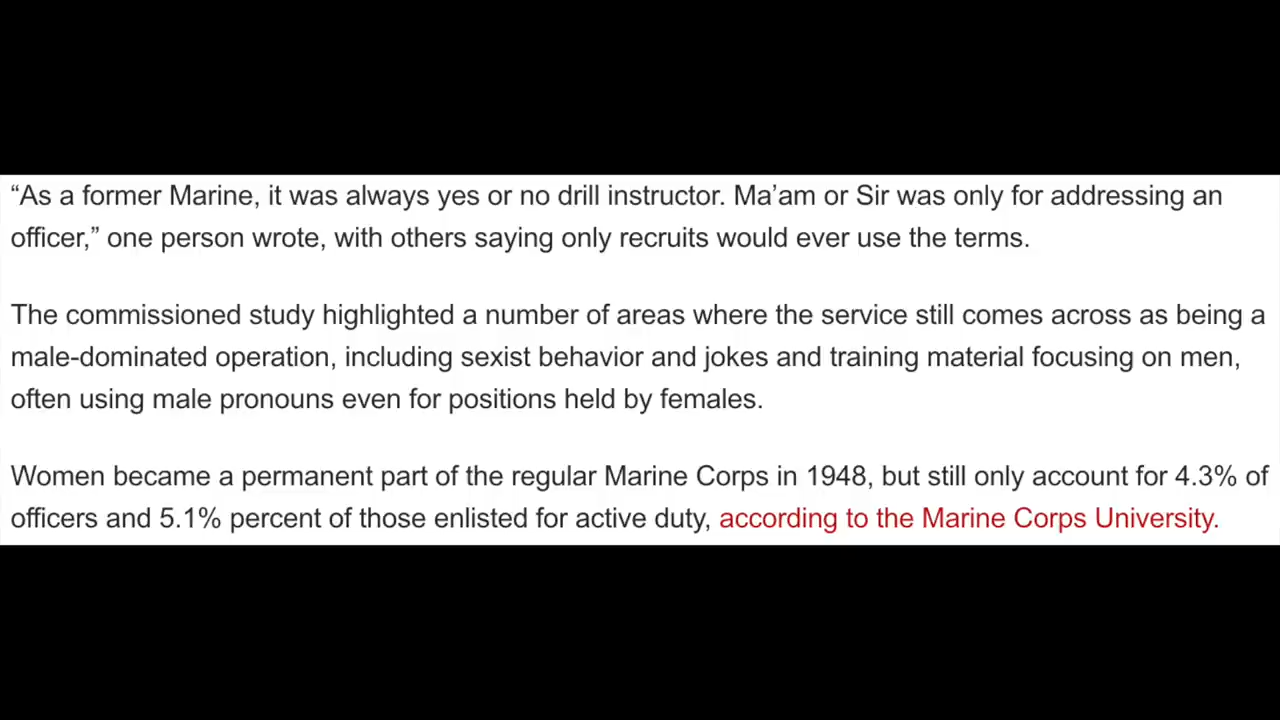 “As a former Marine, it was always yes or no drill instructor. Ma’am or Sir was only for addressing an
officer,” one person wrote, with others saying only recruits would ever use the terms.
The commissioned study highlighted a number of areas where the service still comes across as being a
male-dominated operation, including sexist behavior and jokes and training material focusing on men,
often using male pronouns even for positions held by females.
Women became a permanent part of the regular Marine Corps in 1948, but still only account for 4.3% of
officers and 5.1% percent of those enlisted for active duty, according to the Marine Corps University.